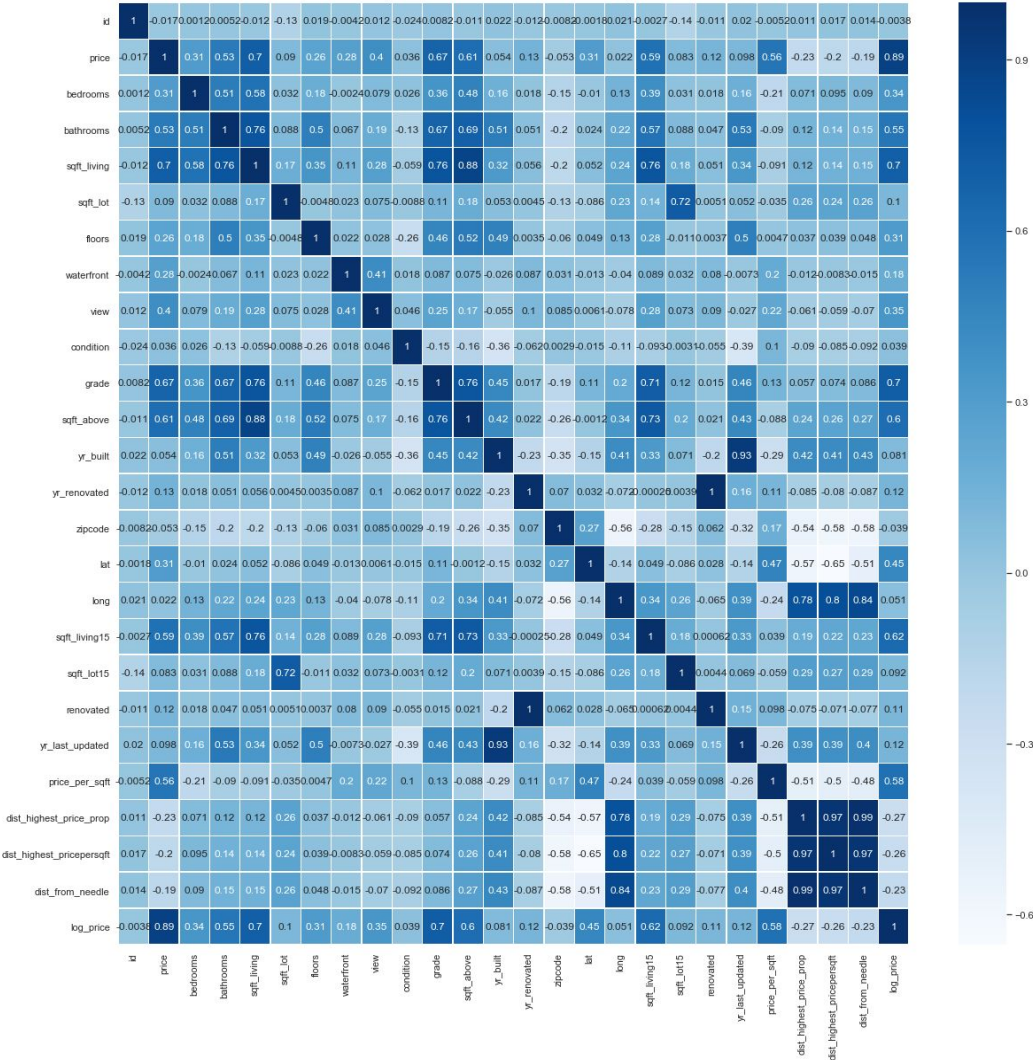 id 1 -0.017 0.0012 0.0052 -0.012 -0.13 0.019 -0.0042 0.012 -0.024 0.0082 -0.011 0.022 -0.012 -0.0082 -0.0018 0.021 -0.0027 -0.14 -0.011 0.02 -0.0052 0.011 0.017 0.014 -0.0038
price -0.017 1 0.31 0.53 0.7 0.09 0.26 0.28 0.4 0.036 0.67 0.61 0.054 0.13 -0.053 0.31 0.022 0.59 0.083 0.12 0.098 0.56 -0.23 -0.2 -0.19 0.89
bedrooms 0.0012 0.31 1 0.51 0.58 0.032 0.18 -0.0024 0.079 0.026 0.36 0.48 0.16 0.018 -0.15 -0.01 0.13 0.39 0.031 0.018 0.16 -0.21 0.071 0.095 0.09 0.34
bathrooms 0.0052 0.53 0.51 1 0.76 0.088 0.5 0.067 0.19 -0.13 0.67 0.69 0.51 0.051 -0.2 0.024 0.22 0.57 0.088 0.047 0.53 -0.09 0.12 0.14 0.15 0.55
sqft_living -0.012 0.7 0.58 0.76 1 0.17 0.35 0.11 0.28 -0.059 0.76 0.88 0.32 0.056 -0.2 0.052 0.24 0.76 0.18 0.051 0.34 -0.091 0.12 0.14 0.15 0.7
sqft_lot -0.13 0.09 0.032 0.088 0.17 1 -0.0048 0.023 0.075 -0.0088 0.11 0.18 0.053 0.0045 -0.13 -0.086 0.23 0.14 0.72 0.0051 0.052 -0.035 0.26 0.24 0.26 0.1
floors 0.019 0.26 0.18 0.5 0.35 -0.0048 1 0.022 0.028 -0.26 0.46 0.52 0.49 0.0035 -0.06 0.049 0.13 0.28 -0.011 0.0037 0.5 0.0047 0.037 0.039 0.048 0.31
waterfront -0.0042 0.28 -0.0024 0.067 0.11 0.023 0.022 1 0.41 0.018 0.087 0.075 -0.026 0.087 0.031 -0.013 -0.04 0.089 0.032 0.08 -0.0073 0.2 -0.012 -0.0083 -0.015 0.18
view 0.012 0.4 0.079 0.19 0.28 0.075 0.028 0.41 1 0.046 0.25 0.17 -0.055 0.1 0.085 0.0061 -0.078 0.28 0.073 0.09 -0.027 0.22 -0.061 -0.059 -0.07 0.35
condition -0.024 0.036 0.026 -0.13 -0.059 -0.0088 -0.26 0.018 0.046 1 -0.15 -0.16 -0.36 -0.062 0.0029 -0.015 -0.11 -0.093 -0.0031 -0.055 -0.39 0.1 -0.09 -0.085 -0.092 0.039
grade 0.0082 0.67 0.36 0.67 0.76 0.11 0.46 0.087 0.25 -0.15 1 0.76 0.45 0.017 -0.19 0.11 0.2 0.71 0.12 0.015 0.46 0.13 0.057 0.074 0.086 0.7
sqft_above -0.011 0.61 0.48 0.69 0.88 0.18 0.52 0.075 0.17 -0.16 0.76 1 0.42 0.022 -0.26 -0.0012 0.34 0.73 0.2 0.021 0.43 -0.088 0.24 0.26 0.27 0.6
yr_built 0.022 0.054 0.16 0.51 0.32 0.053 0.49 -0.026 -0.055 -0.36 0.45 0.42 1 -0.23 -0.35 -0.15 0.41 0.33 0.071 -0.2 0.93 -0.29 0.42 0.41 0.43 0.081
yr_renovated -0.012 0.13 0.018 0.051 0.056 0.0045 0.0035 0.087 0.1 -0.062 0.017 0.022 -0.23 1 0.07 0.032 -0.072 -0.00025 0.0039 1 0.16 0.11 -0.085 -0.08 -0.087 0.12
zipcode -0.0082 -0.053 -0.15 -0.2 -0.2 -0.13 -0.06 0.031 0.085 0.0029 -0.19 -0.26 -0.35 0.07 1 0.27 -0.56 -0.28 -0.15 0.062 -0.32 0.17 -0.54 -0.58 -0.58 -0.039
lat -0.0018 0.31 -0.01 0.024 0.052 -0.086 0.049 -0.013 0.0061 -0.015 0.11 -0.0012 -0.15 0.032 0.27 1 -0.14 0.049 -0.086 0.028 -0.14 0.47 -0.57 -0.65 -0.51 0.45
long 0.021 0.022 0.13 0.22 0.24 0.23 0.13 -0.04 -0.078 -0.11 0.2 0.34 0.41 -0.072 -0.56 -0.14 1 0.34 0.26 -0.065 0.39 -0.24 0.78 0.8 0.84 0.051
sqft_living15 -0.0027 0.59 0.39 0.57 0.76 0.14 0.28 0.089 0.28 -0.093 0.71 0.73 0.33 -0.00025 -0.28 0.049 0.34 1 0.18 0.00062 0.33 0.039 0.19 0.22 0.23 0.62
sqft_lot15 -0.14 0.083 0.031 0.088 0.18 0.72 -0.011 0.032 0.073 -0.0031 0.12 0.2 0.071 0.0039 -0.15 -0.086 0.26 0.18 1 0.0044 0.069 -0.059 0.29 0.27 0.29 0.092
renovated -0.011 0.12 0.018 0.047 0.051 0.0051 0.0037 0.08 0.09 -0.055 0.015 0.021 -0.2 1 0.062 0.028 -0.065 0.00062 0.0044 1 0.15 0.098 -0.075 -0.071 -0.077 0.11
yr_last_updated 0.02 0.098 0.16 0.53 0.34 0.052 0.5 -0.0073 -0.027 -0.39 0.46 0.43 0.93 0.16 -0.32 -0.14 0.39 0.33 0.069 0.15 1 -0.26 0.39 0.39 0.4 0.12
price_per_sqft -0.0052 0.56 -0.21 -0.09 -0.091 -0.035 0.0047 0.2 0.22 0.1 0.13 -0.088 -0.29 0.11 0.17 0.47 -0.24 0.039 -0.059 0.098 -0.26 1 -0.51 -0.5 -0.48 0.58
dist_highest_price_prop 0.011 -0.23 0.071 0.12 0.12 0.26 0.037 -0.012 -0.061 -0.09 0.057 0.24 0.42 -0.085 -0.54 -0.57 0.78 0.19 0.29 -0.075 0.39 -0.51 1 0.97 0.99 -0.27
dist_highest_pricepersqft 0.017 -0.2 0.095 0.14 0.14 0.24 0.039 -0.0083 -0.059 -0.085 0.074 0.26 0.41 -0.08 -0.58 -0.65 0.8 0.22 0.27 -0.071 0.39 -0.5 0.97 1 0.97 -0.26
dist_from_needle 0.014 -0.19 0.09 0.15 0.15 0.26 0.048 -0.015 -0.07 -0.092 0.086 0.27 0.43 -0.087 -0.58 -0.51 0.84 0.23 0.29 -0.077 0.4 -0.48 0.99 0.97 1 -0.23
log_price -0.0038 0.89 0.34 0.55 0.7 0.1 0.31 0.18 0.35 0.039 0.7 0.6 0.081 0.12 -0.039 0.45 0.051 0.62 0.092 0.11 0.12 0.58 -0.27 -0.26 -0.23 1
id price bedrooms bathrooms sqft_living sqft_lot floors waterfront view condition grade sqft_above yr_built yr_renovated zipcode lat long sqft_living15 sqft_lot15 renovated yr_last_updated price_per_sqft dist_highest_price_prop dist_highest_pricepersqft dist_from_needle log_price
0.9
0.6
0.3
0.0
-0.3
-0.6